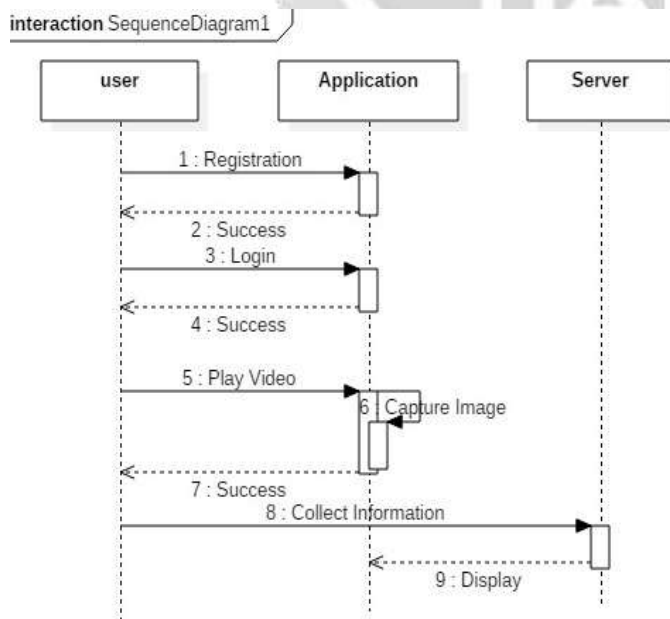 interaction SequenceDiagram1
user
Application
Server
1 : Registration
2 : Success
3 : Login
4 : Success
5 : Play Video
6 : Capture Image
7 : Success
8 : Collect Information
9 : Display